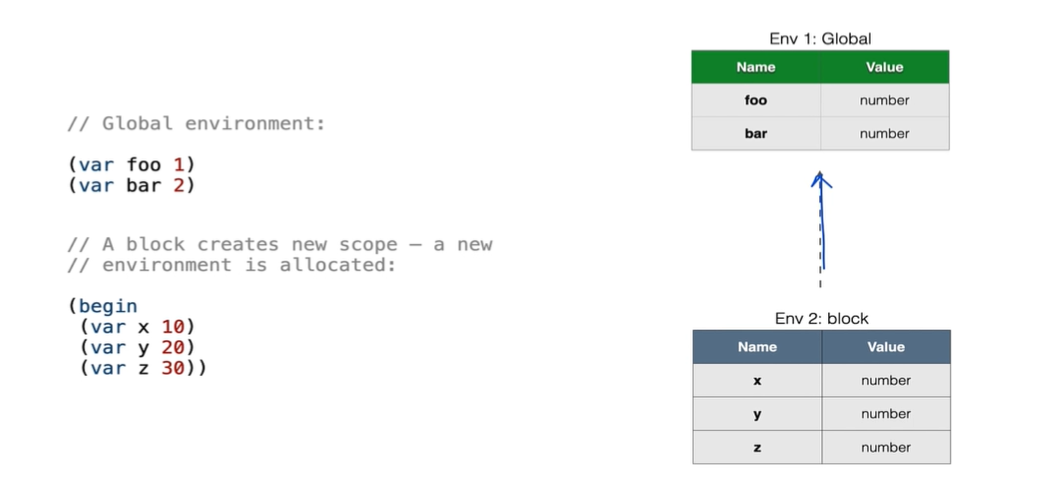 // Global environment:
(var foo 1)
(var bar 2)
// A block creates new scope — a new
// environment is allocated:
(begin
(var x 10)
(var y 20)
(var z 30))
Env 1: Global
Name Value
foo number
bar number
Env 2: block
Name Value
x number
y number
z number